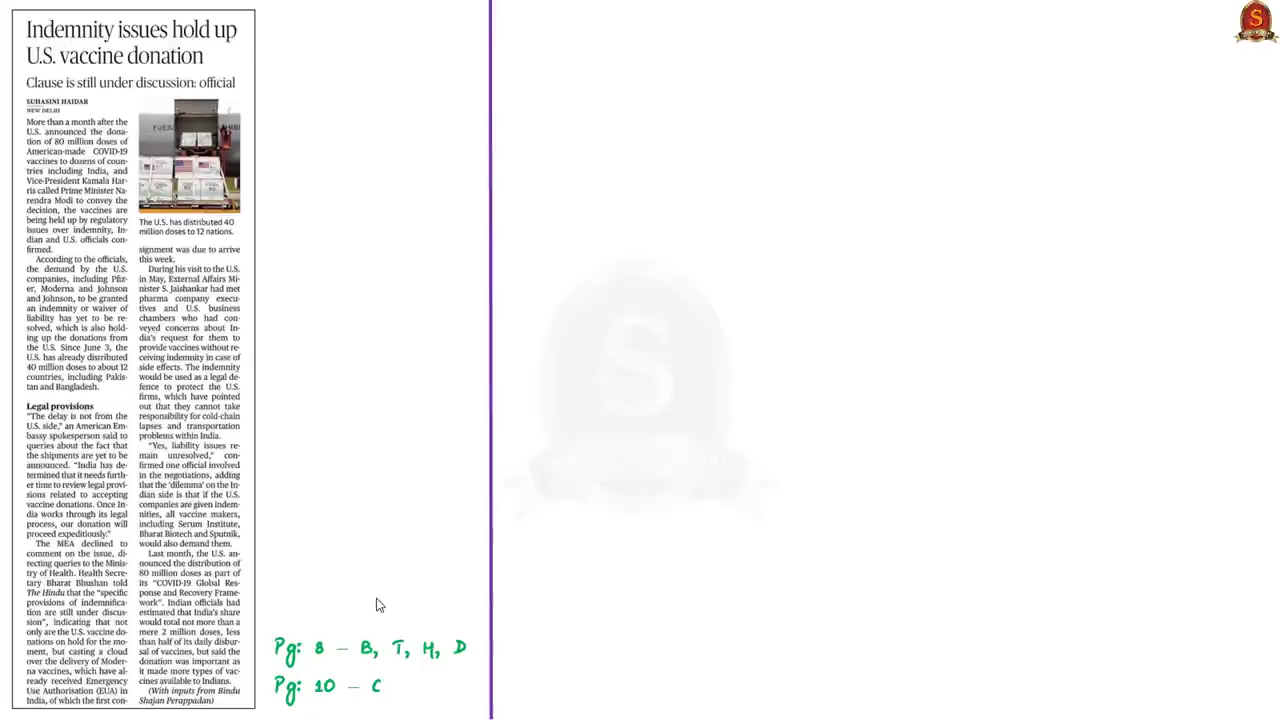 Indemnity issues hold up
U.S. vaccine donation
Clause is still under discussion: official
SUHASINI HAIDAR
NEW DELHI
More than a month after the
U.S. announced the dona-
tion of 80 million doses of
American-made COVID-19
vaccines to dozens of coun-
tries including India, and
Vice-President Kamala Har-
ris called Prime Minister Na-
rendra Modi to convey the
decision, the vaccines are
being held up by regulatory
issues over indemnity, In-
dian and U.S. officials con-
firmed.
According to the officials,
the demand by the U.S.
companies, including Pfiz-
er, Moderna and Johnson
and Johnson, to be granted
an indemnity or waiver of
liability has yet to be re-
solved, which is also hold-
ing up the donations from
the U.S. Since June 3, the
U.S. has already distributed
40 million doses to about 12
countries, including Pakis-
tan and Bangladesh.
Legal provisions
"The delay is not from the
U.S. side," an American Em-
bassy spokesperson said to
queries about the fact that
the shipments are yet to be
announced. "India has de-
termined that it needs furth-
er time to review legal provi-
sions related to accepting
vaccine donations. Once In-
dia works through its legal
process, our donation will
proceed expeditiously."
The MEA declined to
comment on the issue, di-
recting queries to the Minis-
try of Health. Health Secre-
tary Bharat Bhushan told
The Hindu that the "specific
provisions of indemnifica-
tion are still under discus-
sion", indicating that not
only are the U.S. vaccine do-
nations on hold for the mo-
ment, but casting a cloud
over the delivery of Moder-
na vaccines, which have al-
ready received Emergency
Use Authorisation (EUA) in
India, of which the first con-
The U.S. has distributed 40
million doses to 12 nations.
signment was due to arrive
this week.
During his visit to the U.S.
in May, External Affairs Mi-
nister S. Jaishankar had met
pharma company execu-
tives and U.S. business
chambers who had con-
veyed concerns about In-
dia's request for them to
provide vaccines without re-
ceiving indemnity in case of
side effects. The indemnity
would be used as a legal de-
fence to protect the U.S.
firms, which have pointed
out that they cannot take
responsibility for cold-chain
lapses and transportation
problems within India.
"Yes, liability issues re-
main unresolved," con-
firmed one official involved
in the negotiations, adding
that the 'dilemma' on the In-
dian side is that if the U.S.
companies are given indem-
nities, all vaccine makers,
including Serum Institute,
Bharat Biotech and Sputnik,
would also demand them.
Last month, the U.S. an-
nounced the distribution of
80 million doses as part of
its "COVID-19 Global Res-
ponse and Recovery Frame-
work". Indian officials had
estimated that India's share
would total not more than a
mere 2 million doses, less
than half of its daily disbur-
sal of vaccines, but said the
donation was important as
it made more types of vac-
cines available to Indians.
(With inputs from Bindu
Shajan Perappadan)
Pg: 8 – B, T, H, D
Pg: 10 – C
S
S